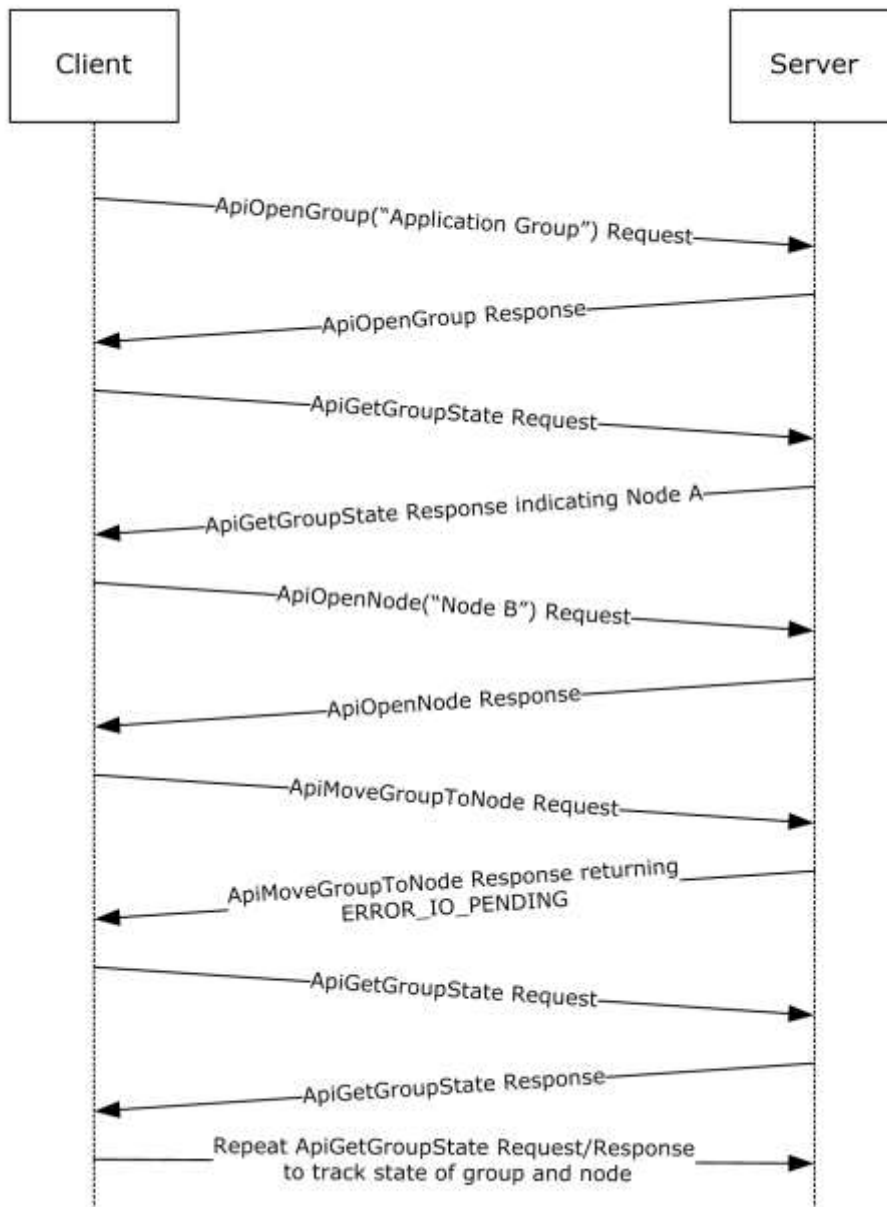 Client
Server
ApiOpenGroup(“Application Group”) Request
ApiOpenGroup Response
ApiGetGroupState Request
ApiGetGroupState Response indicating Node A
ApiOpenNode(“Node B”) Request
ApiOpenNode Response
ApiMoveGroupToNode Request
ApiMoveGroupToNode Response returning
ERROR_IO_PENDING
ApiGetGroupState Request
ApiGetGroupState Response
Repeat ApiGetGroupState Request/Response
to track state of group and node